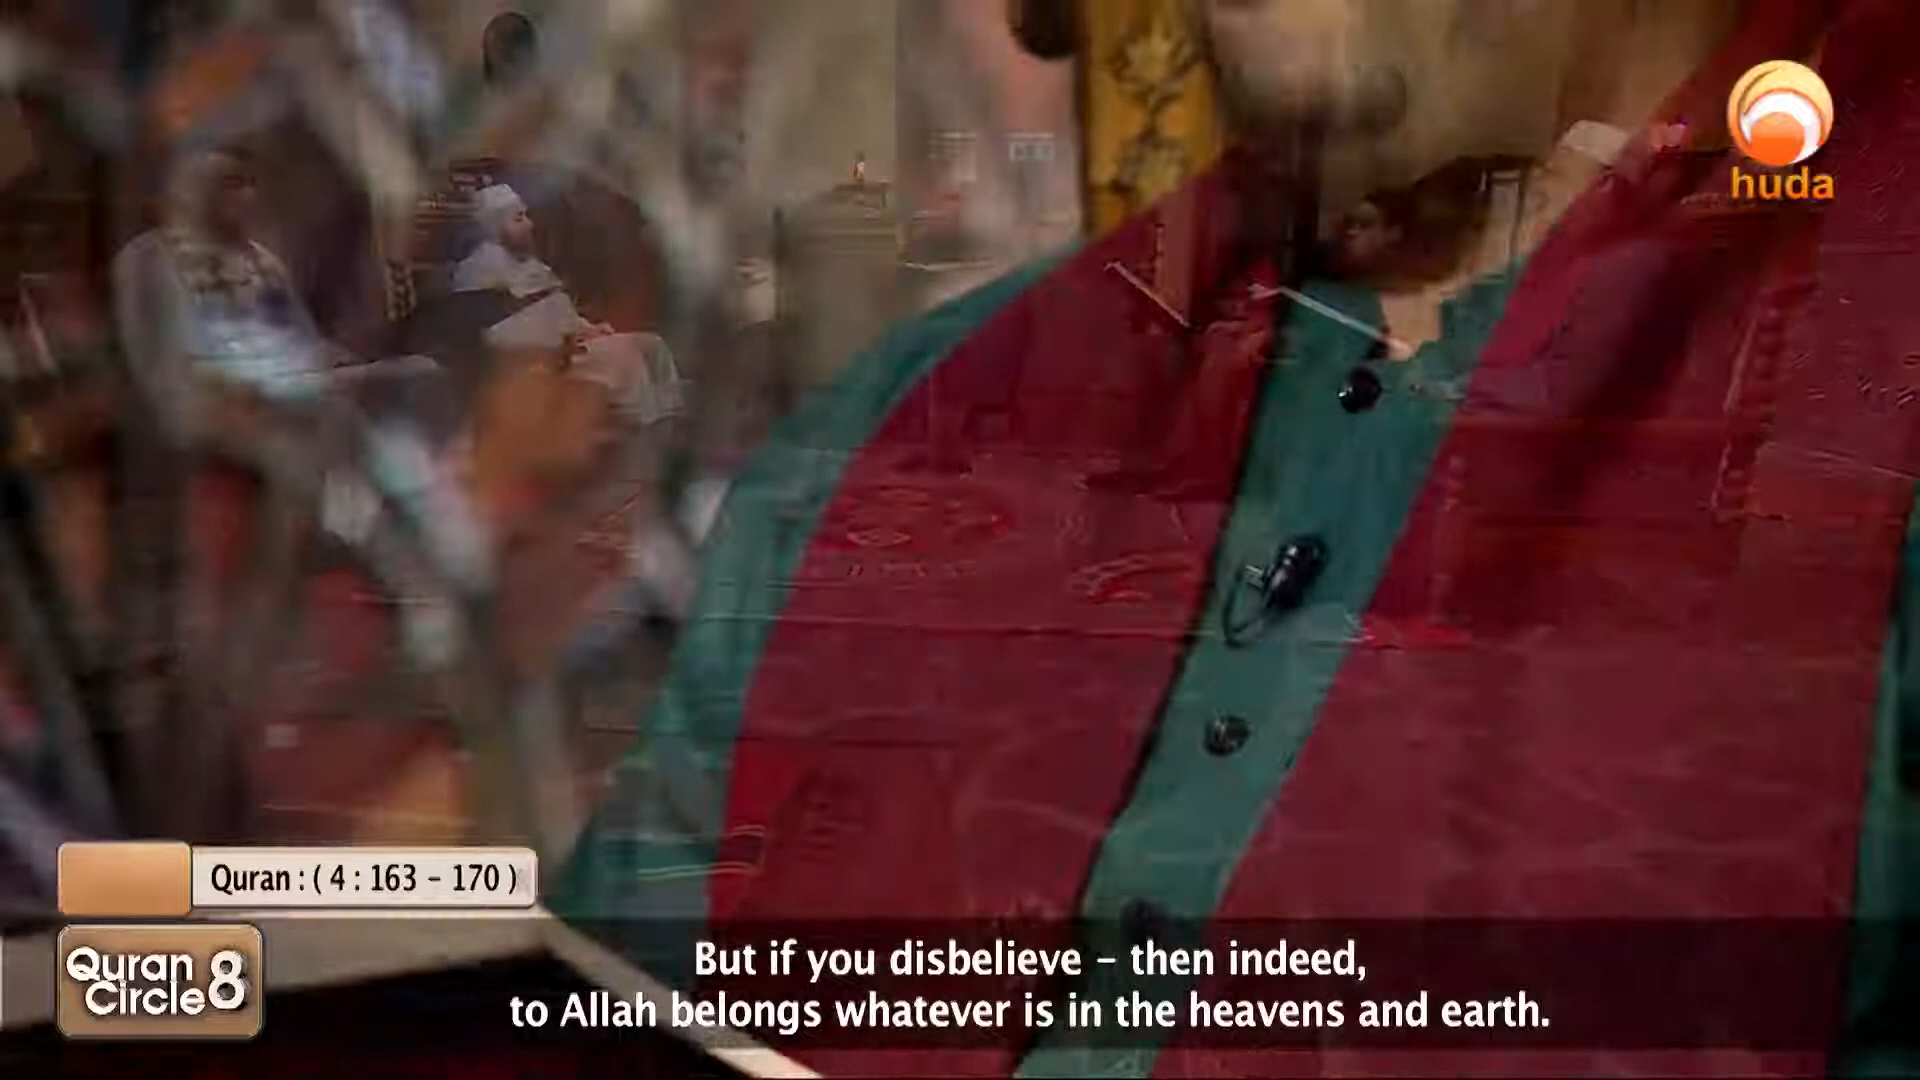 huda
Quran : ( 4 : 163 – 170 )
Quran
Circle 8
But if you disbelieve – then indeed,
to Allah belongs whatever is in the heavens and earth.